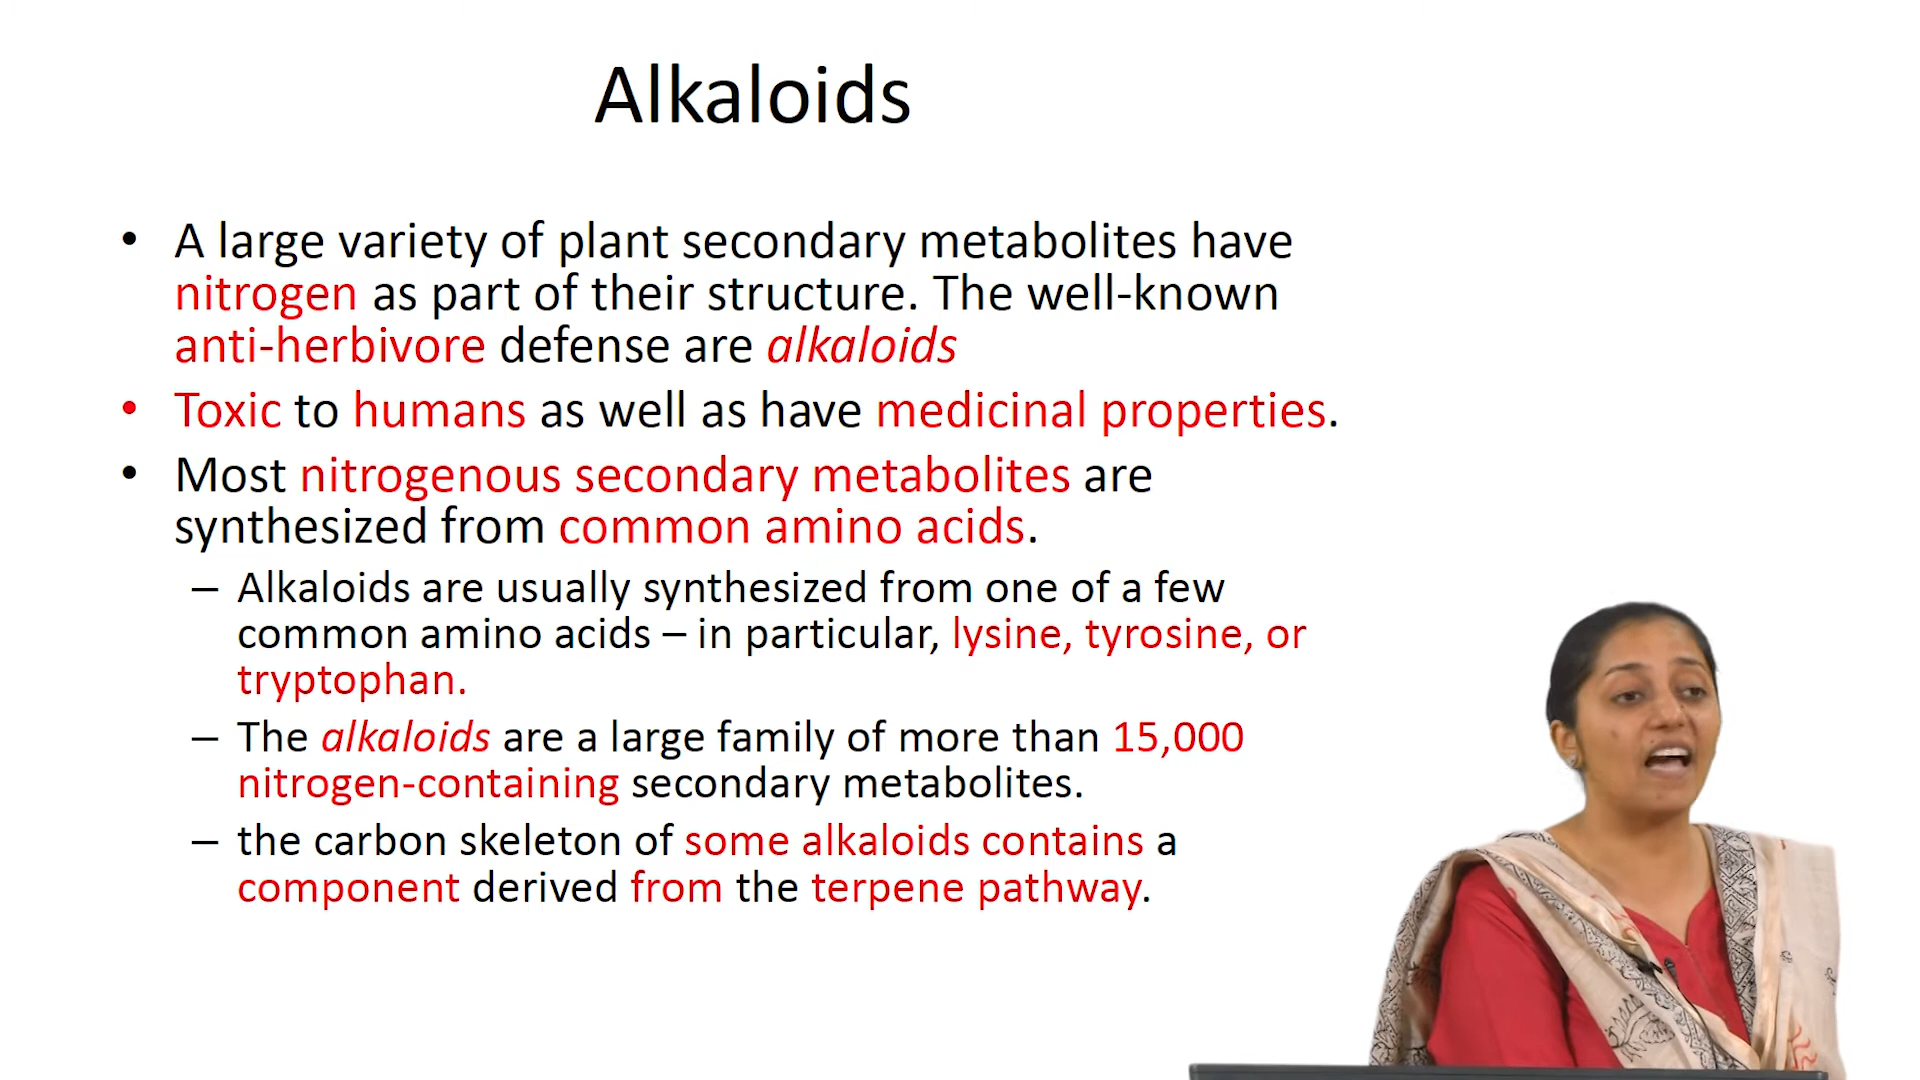 Alkaloids
• A large variety of plant secondary metabolites have
nitrogen as part of their structure. The well-known
anti-herbivore defense are alkaloids
• Toxic to humans as well as have medicinal properties.
• Most nitrogenous secondary metabolites are
synthesized from common amino acids.
– Alkaloids are usually synthesized from one of a few
common amino acids – in particular, lysine, tyrosine, or
tryptophan.
– The alkaloids are a large family of more than 15,000
nitrogen-containing secondary metabolites.
– the carbon skeleton of some alkaloids contains a
component derived from the terpene pathway.